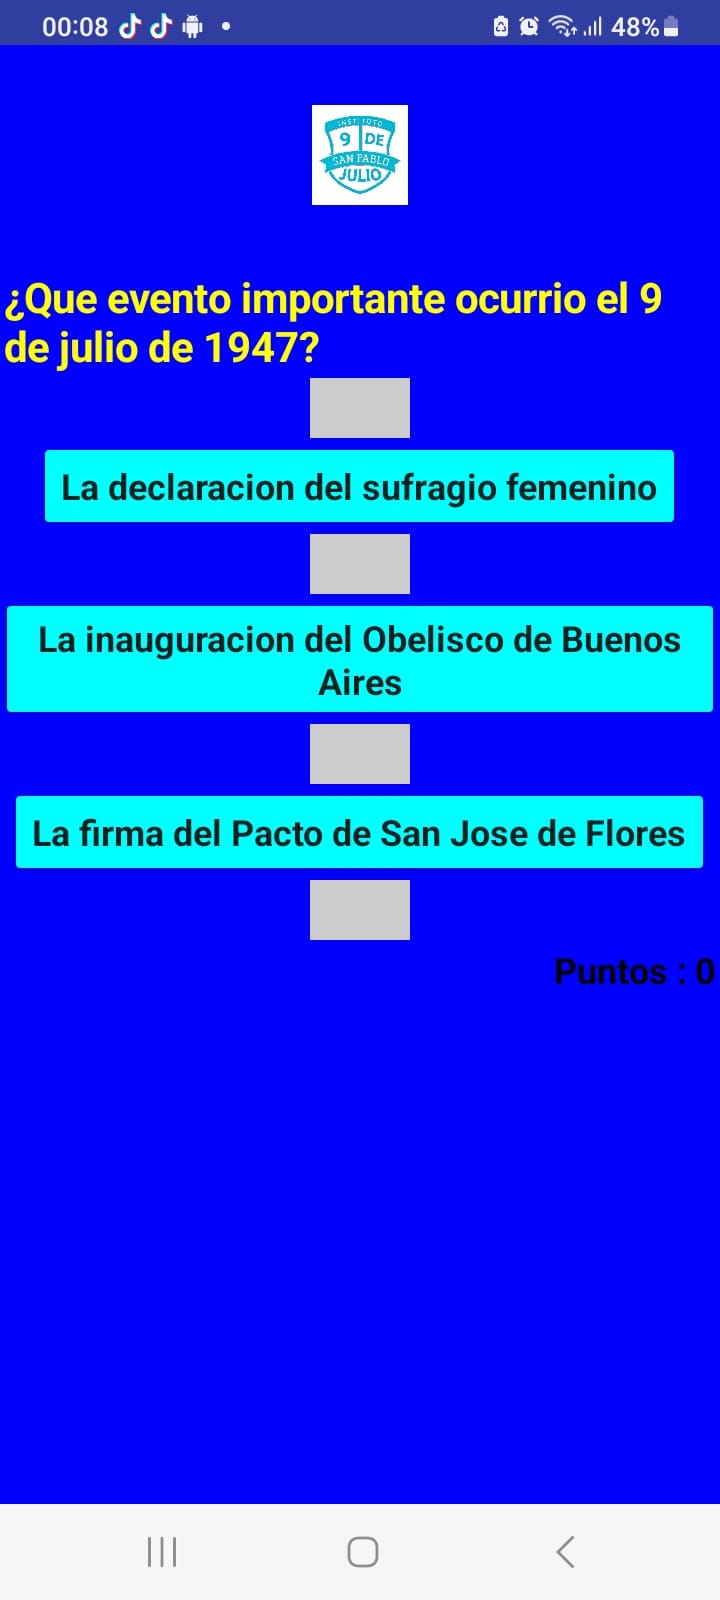 00:08
48%
INSTITUTO
9 DE
SAN PABLO
JULIO
¿Que evento importante ocurrio el 9
de julio de 1947?
La declaracion del sufragio femenino
La inauguracion del Obelisco de Buenos
Aires
La firma del Pacto de San Jose de Flores
Puntos : 0